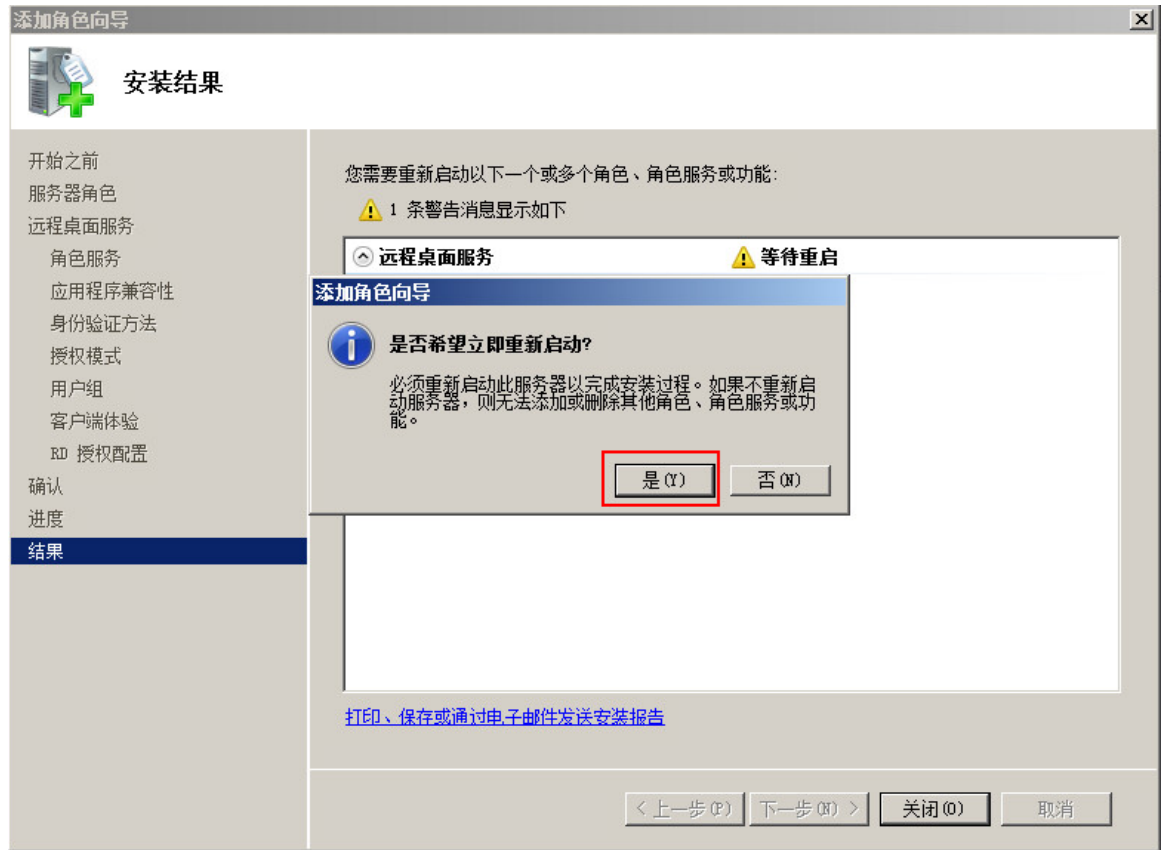 添加角色向导
安装结果
开始之前
服务器角色
远程桌面服务
角色服务
应用程序兼容性
身份验证方法
授权模式
用户组
客户端体验
RD 授权配置
确认
进度
结果
您需要重新启动以下一个或多个角色、角色服务或功能:
1 条警告消息显示如下
远程桌面服务 等待重启
添加角色向导
是否希望立即重新启动?
必须重新启动此服务器以完成安装过程。如果不重新启
动服务器，则无法添加或删除其他角色、角色服务或功
能。
是(Y) 否(N)
打印、保存或通过电子邮件发送安装报告
< 上一步(P) 下一步(N) > 关闭(O) 取消